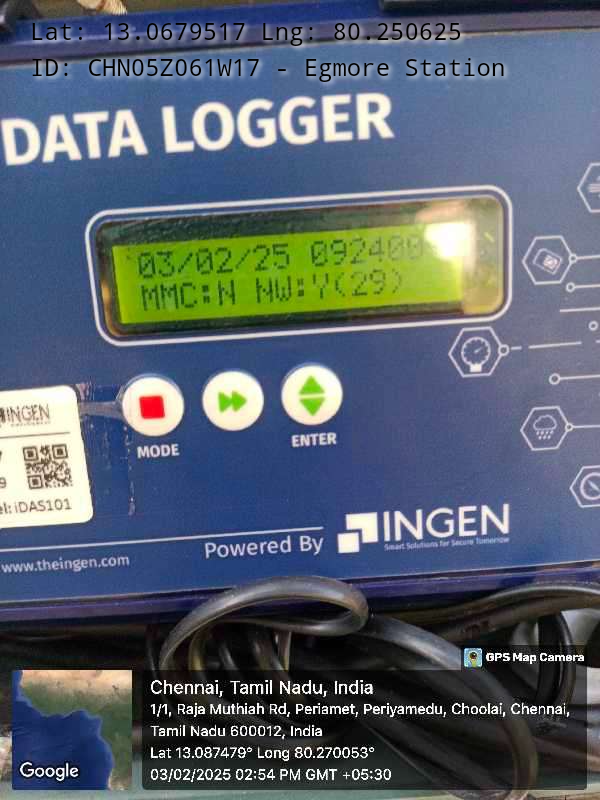 Lat: 13.0679517 Lng: 80.250625
ID: CHN05Z061W17 - Egmore Station
DATA LOGGER
03/02/25 092400
MMC:N NW:Y(29)
INGEN
iDAS101
MODE
ENTER
Powered By INGEN
Smart Solutions for Secure Tomorrow
www.theingen.com
GPS Map Camera
Chennai, Tamil Nadu, India
1/1, Raja Muthiah Rd, Periamet, Periyamedu, Choolai, Chennai,
Tamil Nadu 600012, India
Lat 13.087479° Long 80.270053°
03/02/2025 02:54 PM GMT +05:30
Google